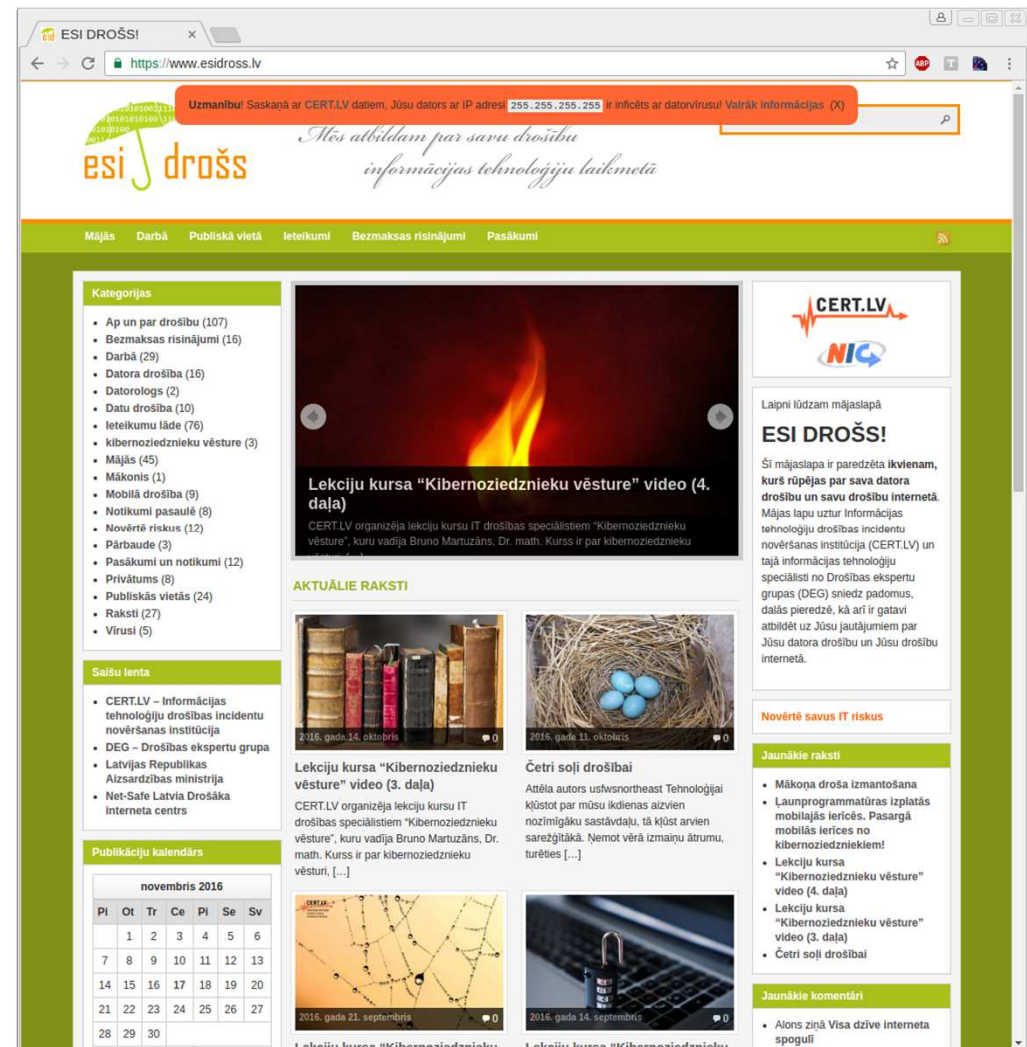 ESI DROŠS!
https://www.esidross.lv
Uzmanību! Saskaņā ar CERT.LV datiem, Jūsu dators ar IP adresi 255.255.255.255 ir inficēts ar datorvīrusu! Vairāk informācijas (X)
esi drošs
Mēs atbildam par savu drošību
informācijas tehnoloģiju laikmetā
Mājās Darbā Publiskā vietā Ieteikumi Bezmaksas risinājumi Pasākumi
Kategorijas
Ap un par drošību (107)
Bezmaksas risinājumi (16)
Darbā (29)
Datora drošība (16)
Datorologs (2)
Datu drošība (10)
Ieteikumu lāde (76)
kibernoziedznieku vēsture (3)
Mājās (45)
Mākonis (1)
Mobilā drošība (9)
Notikumi pasaulē (8)
Novērtē riskus (12)
Pārbaude (3)
Pasākumi un notikumi (12)
Privātums (8)
Publiskās vietās (24)
Raksti (27)
Vīrusi (5)
Saišu lenta
CERT.LV – Informācijas
tehnoloģiju drošības incidentu
novēršanas institūcija
DEG – Drošības ekspertu grupa
Latvijas Republikas
Aizsardzības ministrija
Net-Safe Latvia Drošāka
interneta centrs
Publikāciju kalendārs
novembris 2016
Pi Ot Tr Ce Pi Se Sv
1 2 3 4 5 6
7 8 9 10 11 12 13
14 15 16 17 18 19 20
21 22 23 24 25 26 27
28 29 30
Lekciju kursa “Kibernoziedznieku vēsture” video (4.
daļa)
CERT.LV organizēja lekciju kursu IT drošības speciālistiem “Kibernoziedznieku
vēsture”, kuru vadīja Bruno Martuzāns, Dr. math. Kurss ir par kibernoziedznieku
vēsturi, […]
AKTUĀLIE RAKSTI
2016. gada 14. oktobris 0
Lekciju kursa “Kibernoziedznieku
vēsture” video (3. daļa)
CERT.LV organizēja lekciju kursu IT
drošības speciālistiem “Kibernoziedznieku
vēsture”, kuru vadīja Bruno Martuzāns, Dr.
math. Kurss ir par kibernoziedznieku
vēsturi, […]
2016. gada 11. oktobris 0
Četri soļi drošībai
Attēla autors usfwsnortheast Tehnoloģijai
kļūstot par mūsu ikdienas aizvien
nozīmīgāku sastāvdaļu, tā kļūst arvien
sarežģītākā. Ņemot vērā izmaiņu ātrumu,
turēties […]
CERT.LV
2016. gada 21. septembris 0
Lekciju kursa “Kibernoziedznieku
2016. gada 14. septembris 0
Lekciju kursa “Kibernoziedznieku
CERT.LV
NIC
Laipni lūdzam mājaslapā
ESI DROŠS!
Šī mājaslapa ir paredzēta ikvienam,
kurš rūpējas par sava datora
drošību un savu drošību internetā.
Mājas lapu uztur Informācijas
tehnoloģiju drošības incidentu
novēršanas institūcija (CERT.LV) un
tajā informācijas tehnoloģiju
speciālisti no Drošības ekspertu
grupas (DEG) sniedz padomus,
dalās pieredzē, kā arī ir gatavi
atbildēt uz Jūsu jautājumiem par
Jūsu datora drošību un Jūsu drošību
internetā.
Novērtē savus IT riskus
Jaunākie raksti
Mākoņa droša izmantošana
Ļaunprogrammatūras izplatās
mobilajās ierīcēs. Pasargā
mobilās ierīces no
kibernoziedzniekiem!
Lekciju kursa
“Kibernoziedznieku vēsture”
video (4. daļa)
Lekciju kursa
“Kibernoziedznieku vēsture”
video (3. daļa)
Četri soļi drošībai
Jaunākie komentāri
Alons ziņā Visa dzīve interneta
spogulī